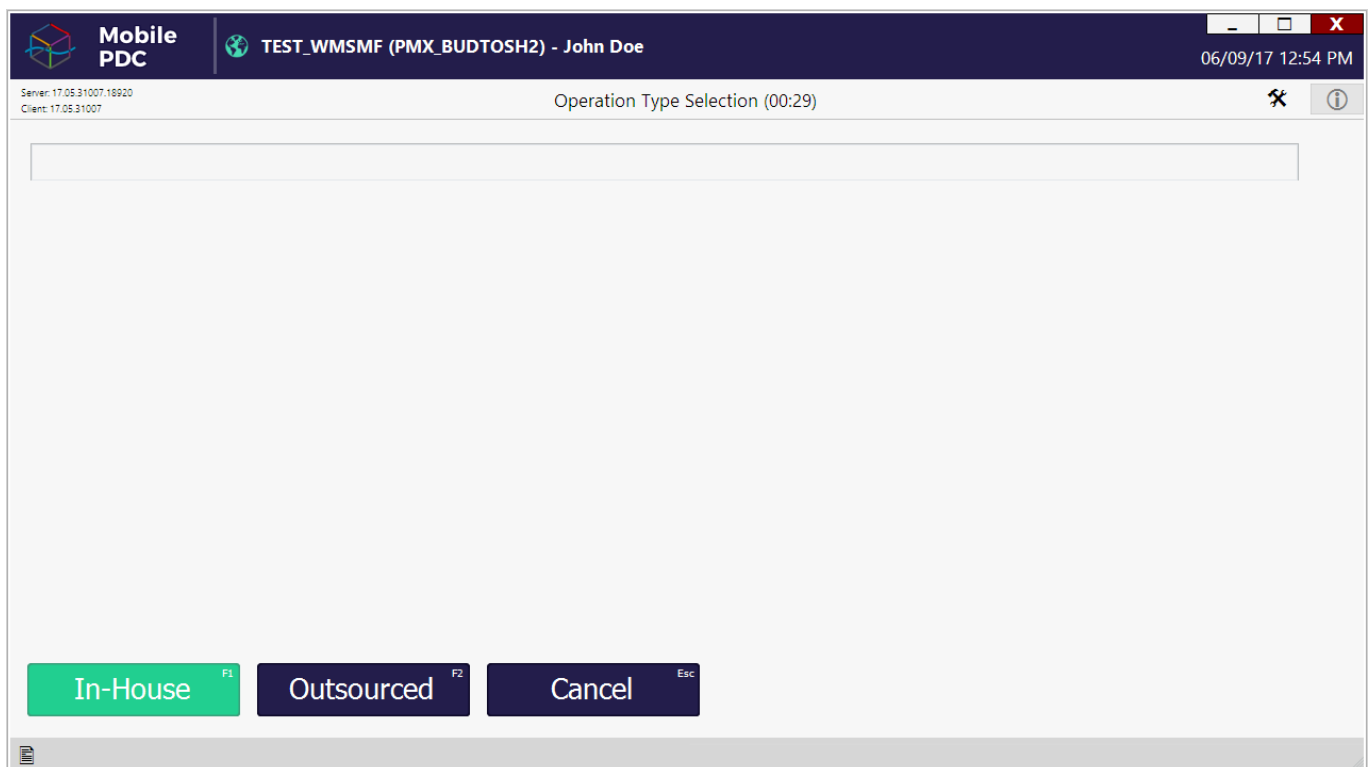 Mobile
PDC
TEST_WMSMF (PMX_BUDTOSH2) - John Doe
X
06/09/17 12:54 PM
Server: 17.05.31007.18920
Client: 17.05.31007
Operation Type Selection (00:29)
In-House F1
Outsourced F2
Cancel Esc